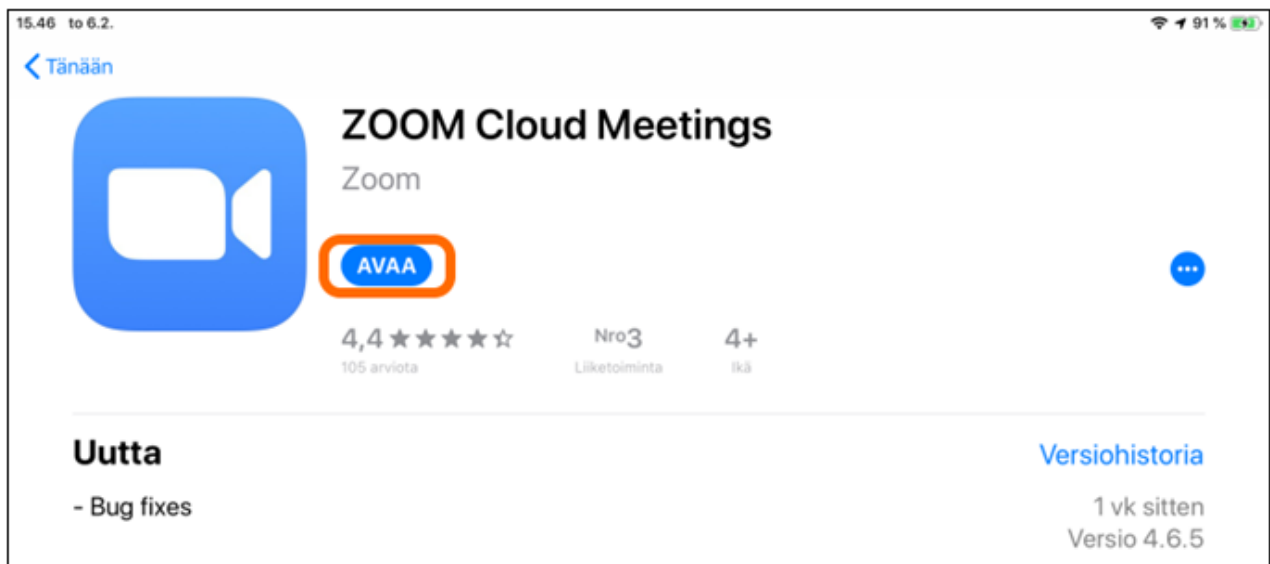 15.46 to 6.2.
91 %
Tänään
ZOOM Cloud Meetings
Zoom
AVAA
4,4 ★★★★☆ Nro3 4+
105 arviota Liiketoiminta Ikä
Uutta Versiohistoria
- Bug fixes 1 vk sitten
Versio 4.6.5